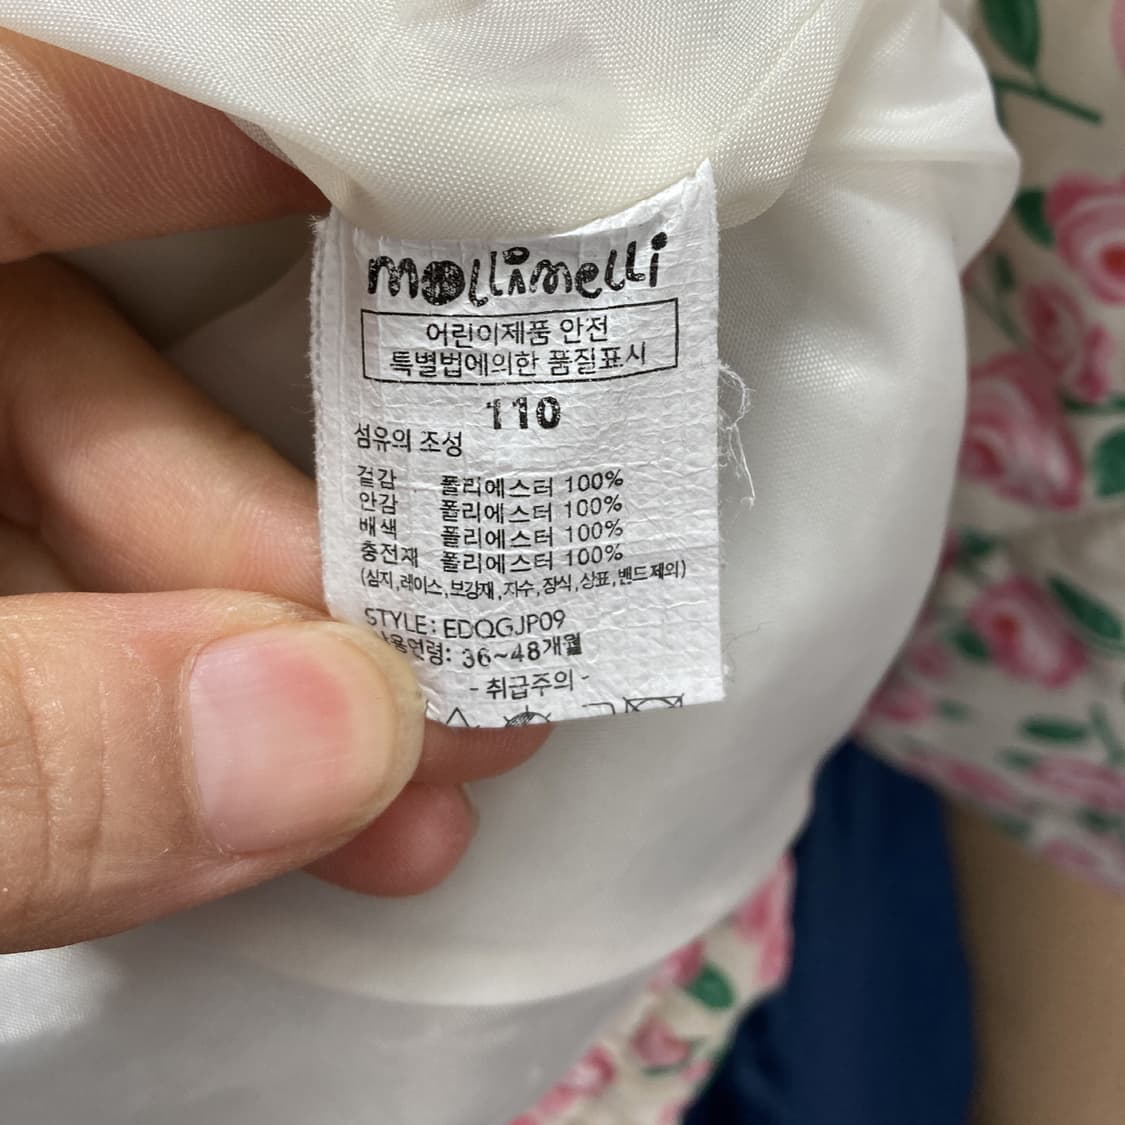 mollimelli
어린이제품 안전
특별법에의한 품질표시
110
섬유의 조성
겉감 폴리에스터 100%
안감 폴리에스터 100%
배색 폴리에스터 100%
충전재 폴리에스터 100%
(심지,레이스,보강재,자수,장식,상표,밴드제외)
STYLE: EDQGJP09
사용연령: 36~48개월
- 취급주의 -